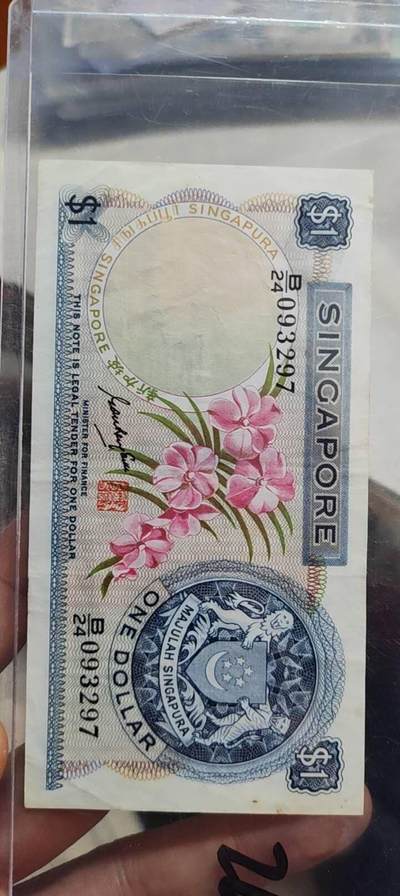 $1
சிங்கப்பூர் SINGAPURA
SINGAPORE 新加坡
$1
B/24 093297
SINGAPORE
THIS NOTE IS LEGAL TENDER FOR ONE DOLLAR
MINISTER FOR FINANCE
B/24 093297
ONE DOLLAR
MAJULAH SINGAPURA
$1